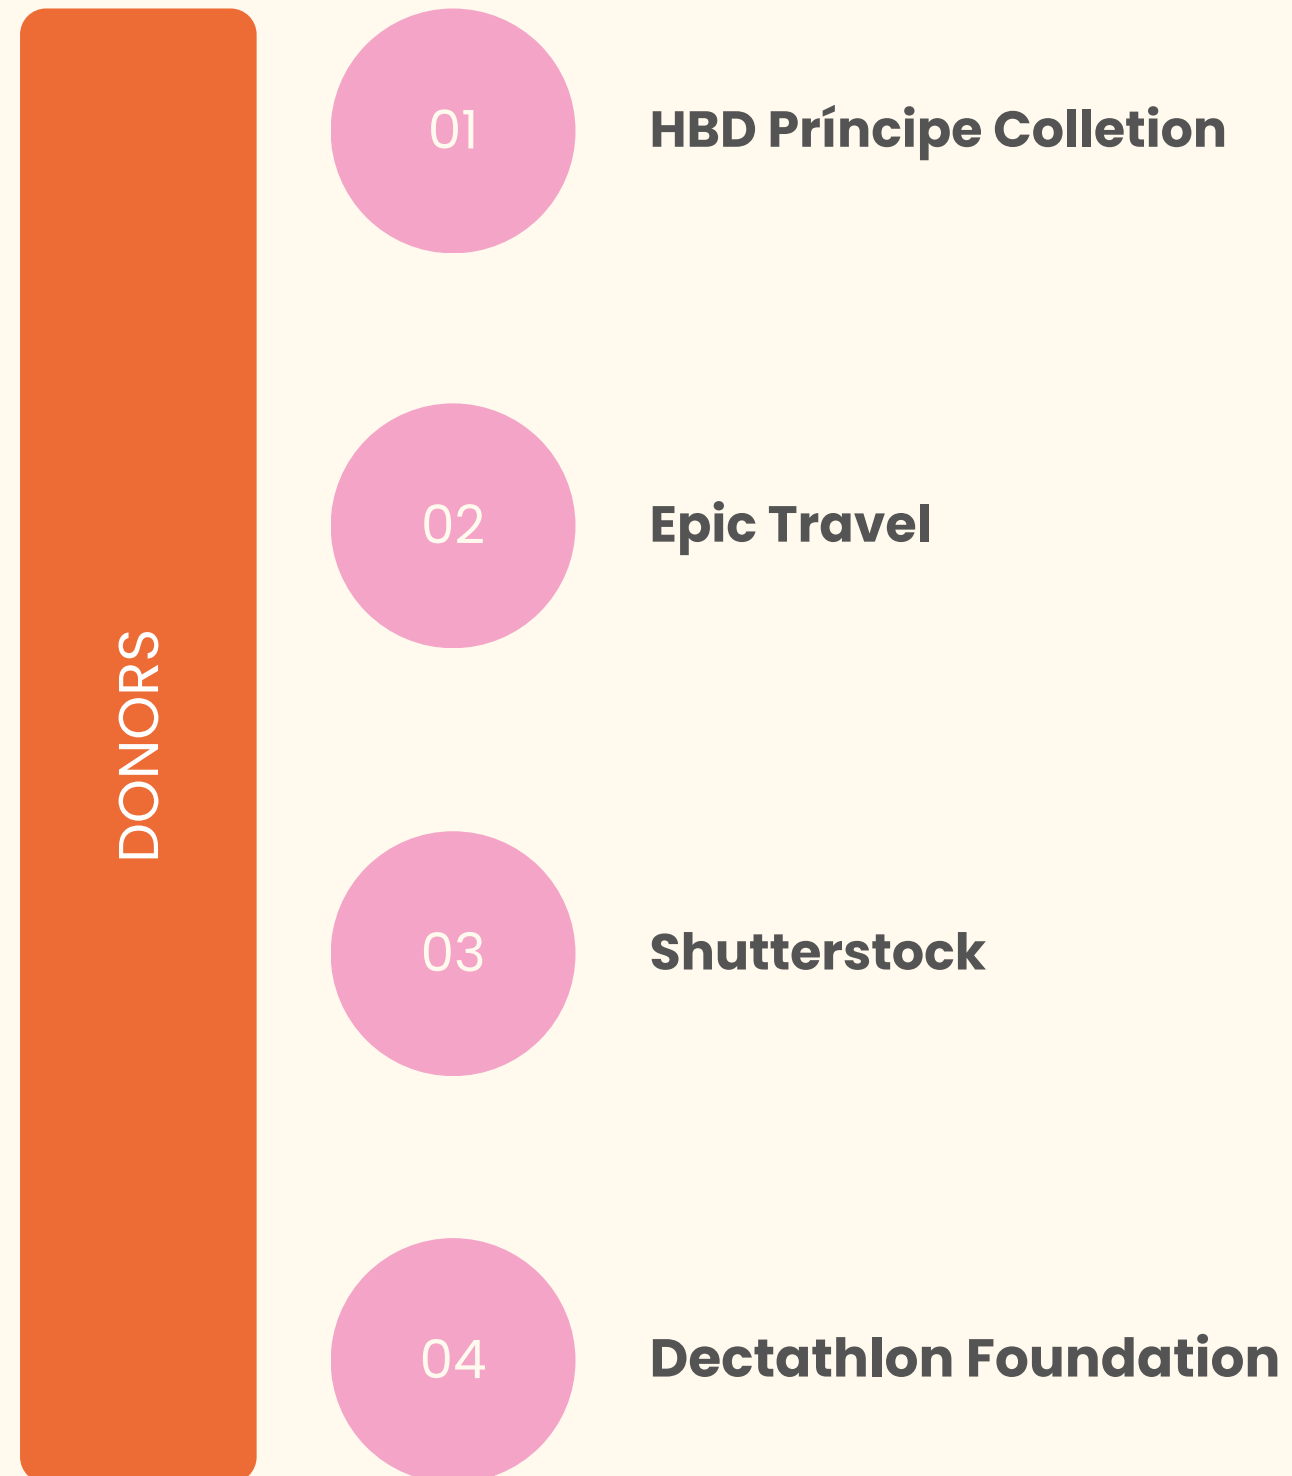 DONORS
01
HBD Príncipe Colletion
02
Epic Travel
03
Shutterstock
04
Dectathlon Foundation